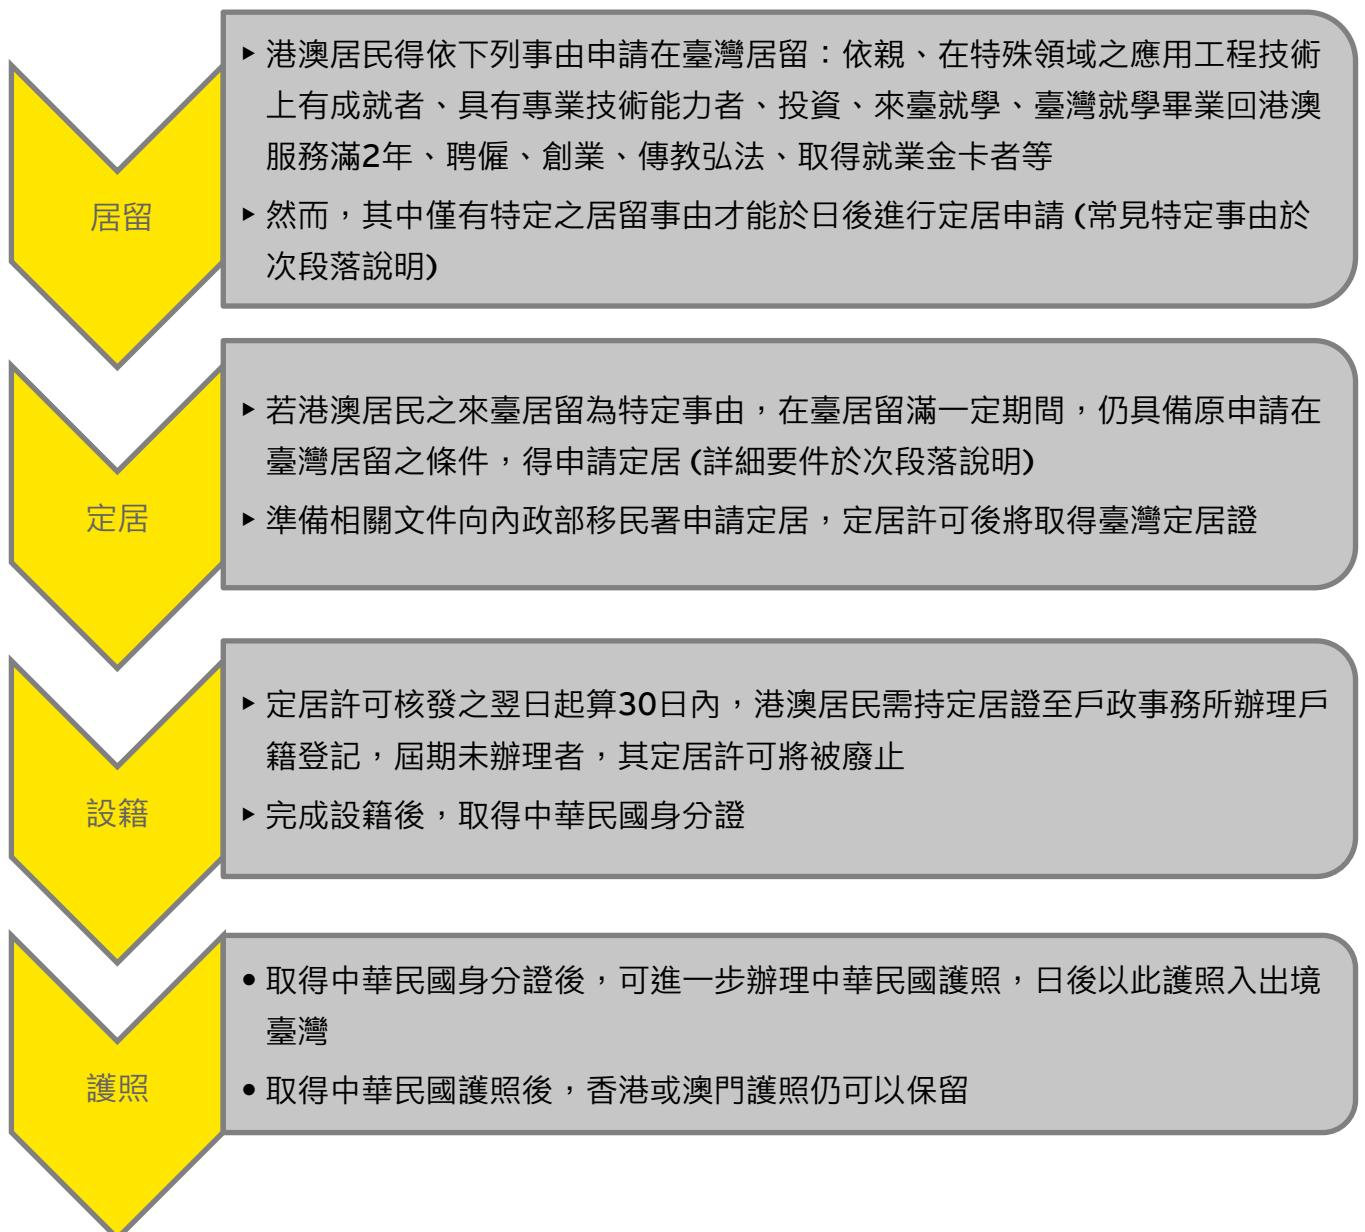 居留
▸ 港澳居民得依下列事由申請在臺灣居留：依親、在特殊領域之應用工程技術
上有成就者、具有專業技術能力者、投資、來臺就學、臺灣就學畢業回港澳
服務滿2年、聘僱、創業、傳教弘法、取得就業金卡者等
▸ 然而，其中僅有特定之居留事由才能於日後進行定居申請 (常見特定事由於
次段落說明)
定居
▸ 若港澳居民之來臺居留為特定事由，在臺居留滿一定期間，仍具備原申請在
臺灣居留之條件，得申請定居 (詳細要件於次段落說明)
▸ 準備相關文件向內政部移民署申請定居，定居許可後將取得臺灣定居證
設籍
▸ 定居許可核發之翌日起算30日內，港澳居民需持定居證至戶政事務所辦理戶
籍登記，屆期未辦理者，其定居許可將被廢止
▸ 完成設籍後，取得中華民國身分證
護照
• 取得中華民國身分證後，可進一步辦理中華民國護照，日後以此護照入出境
臺灣
• 取得中華民國護照後，香港或澳門護照仍可以保留